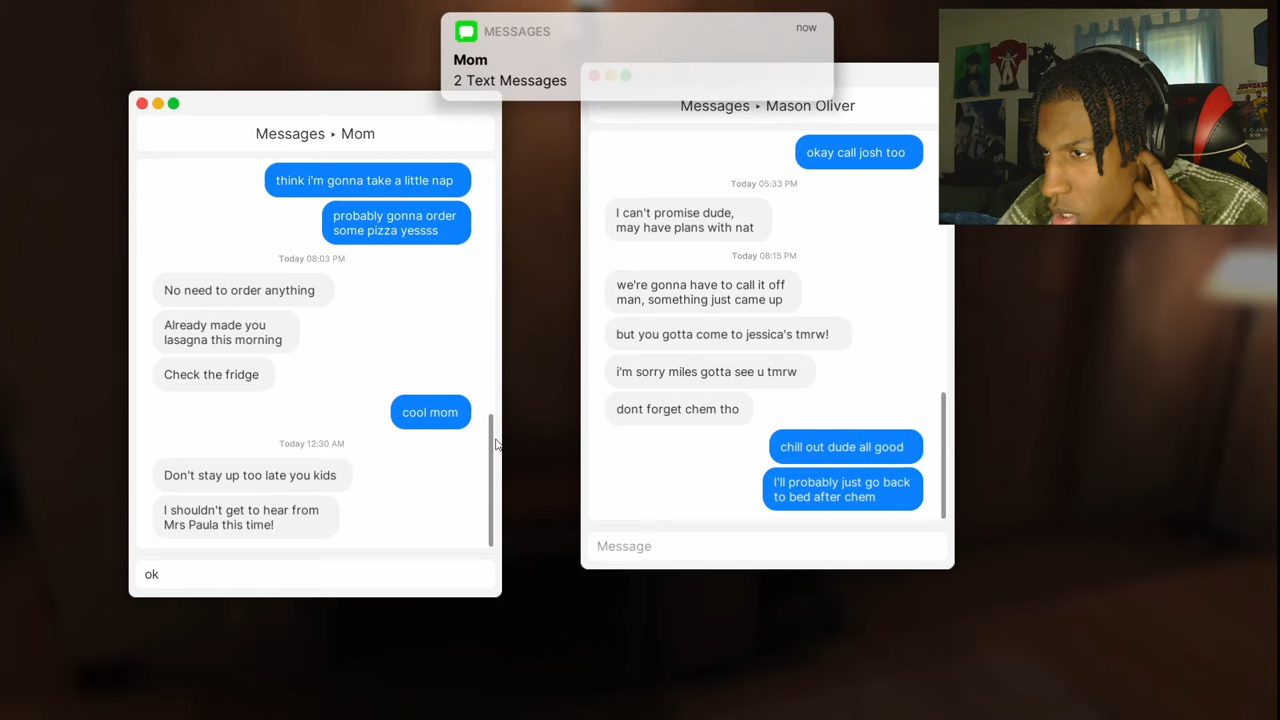 MESSAGES
now
Mom
2 Text Messages
Messages ▸ Mom
think i'm gonna take a little nap
probably gonna order
some pizza yessss
Today 08:03 PM
No need to order anything
Already made you
lasagna this morning
Check the fridge
cool mom
Today 12:30 AM
Don't stay up too late you kids
I shouldn't get to hear from
Mrs Paula this time!
ok
Messages ▸ Mason Oliver
okay call josh too
Today 05:33 PM
I can't promise dude,
may have plans with nat
Today 08:15 PM
we're gonna have to call it off
man, something just came up
but you gotta come to jessica's tmrw!
i'm sorry miles gotta see u tmrw
dont forget chem tho
chill out dude all good
I'll probably just go back
to bed after chem
Message